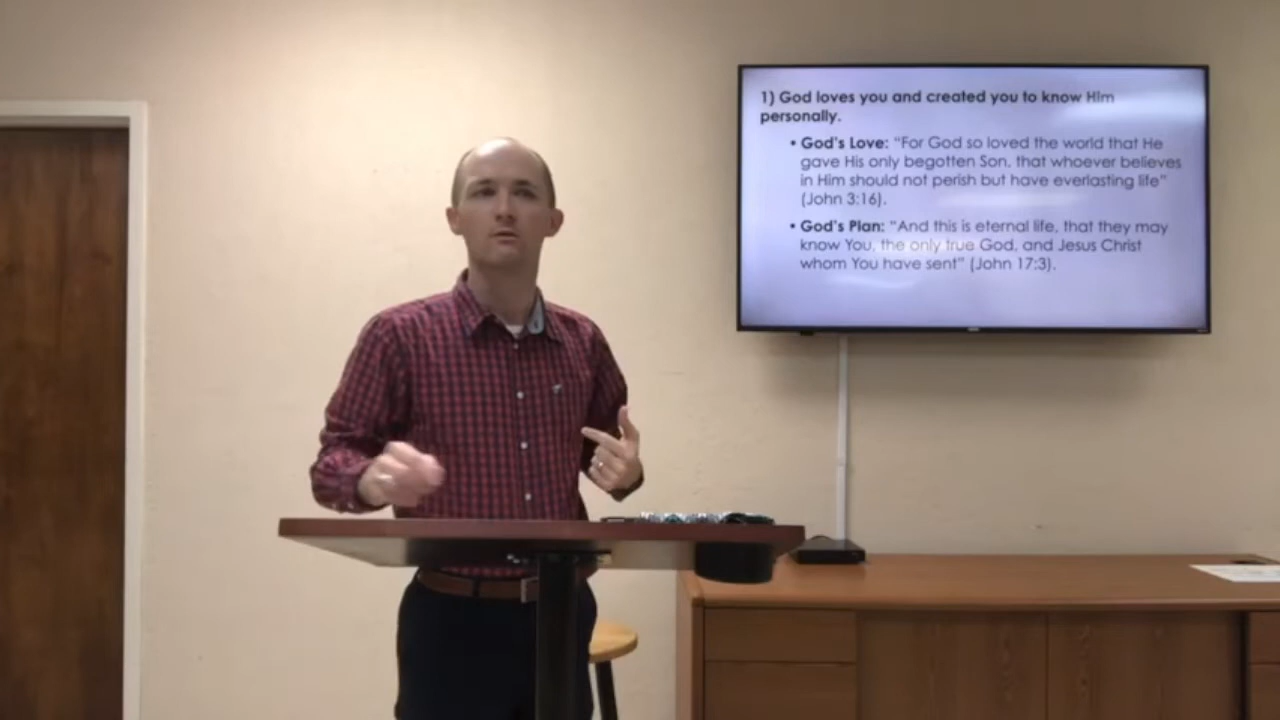 1) God loves you and created you to know Him
personally.
• God's Love: “For God so loved the world that He
gave His only begotten Son, that whoever believes
in Him should not perish but have everlasting life”
(John 3:16).
• God's Plan: “And this is eternal life, that they may
know You, the only true God, and Jesus Christ
whom You have sent” (John 17:3).